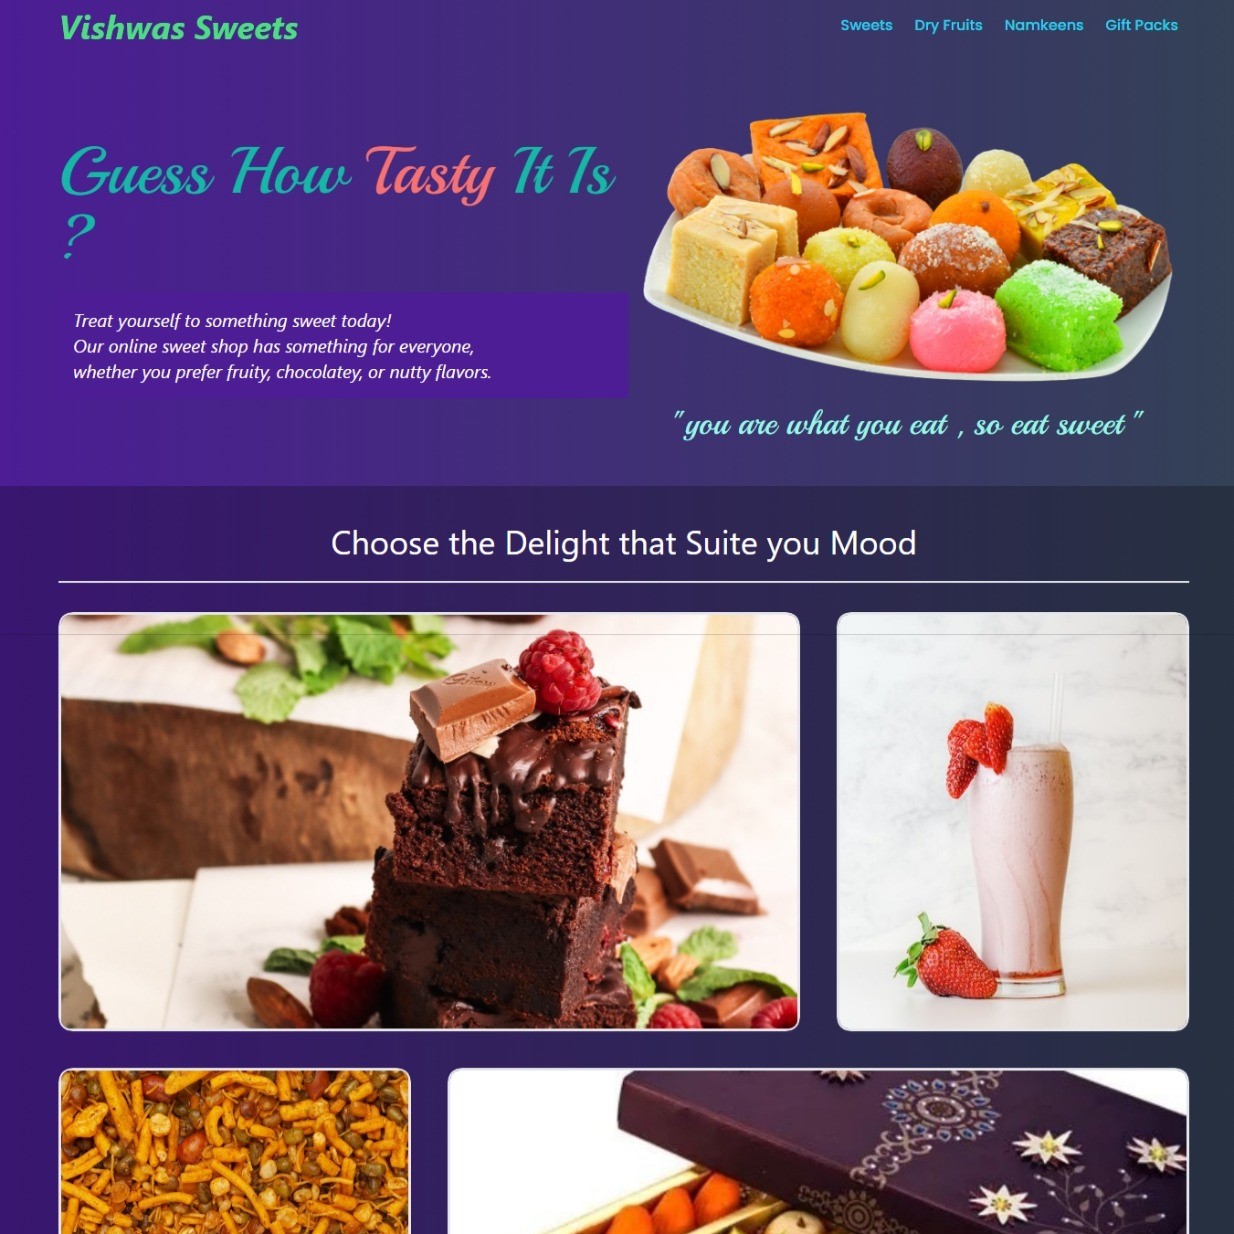 Vishwas Sweets
Sweets Dry Fruits Namkeens Gift Packs
Guess How Tasty It Is
?
Treat yourself to something sweet today!
Our online sweet shop has something for everyone,
whether you prefer fruity, chocolatey, or nutty flavors.
"you are what you eat , so eat sweet "
Choose the Delight that Suite you Mood